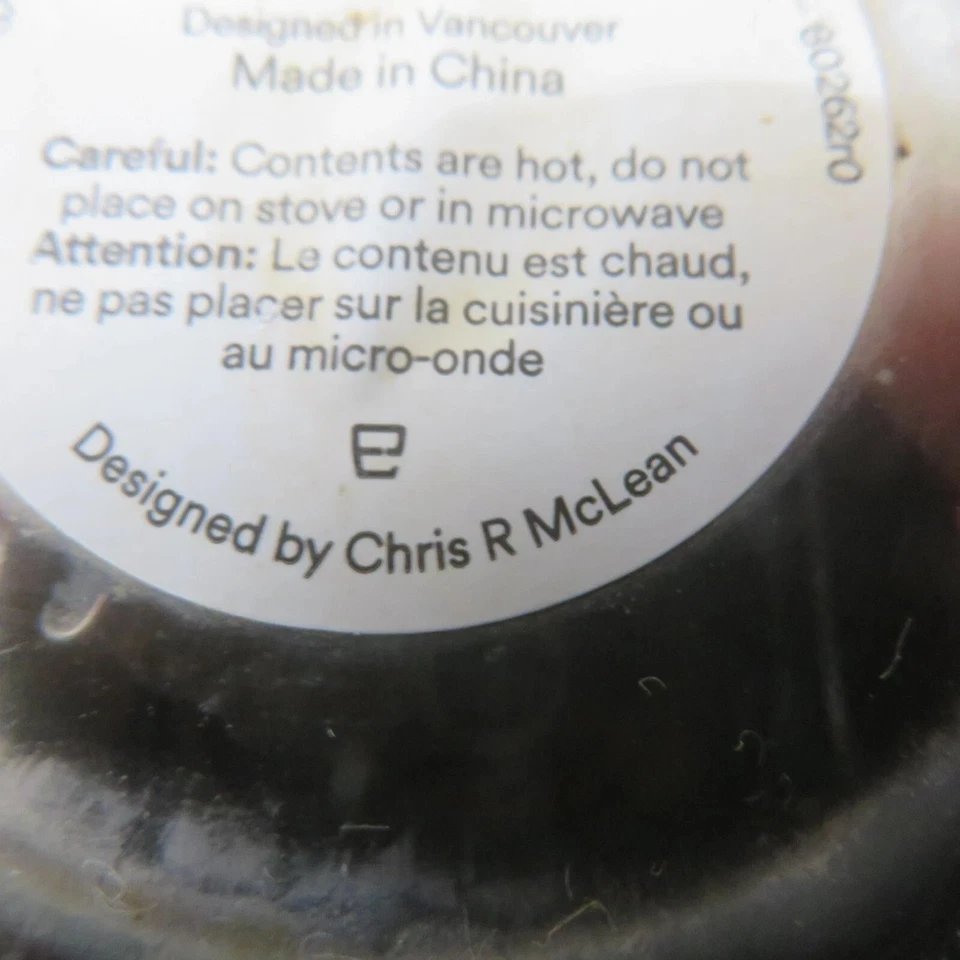 Designed in Vancouver
Made in China
80262r0
Careful: Contents are hot, do not
place on stove or in microwave
Attention: Le contenu est chaud,
ne pas placer sur la cuisinière ou
au micro-onde
e
Designed by Chris R McLean